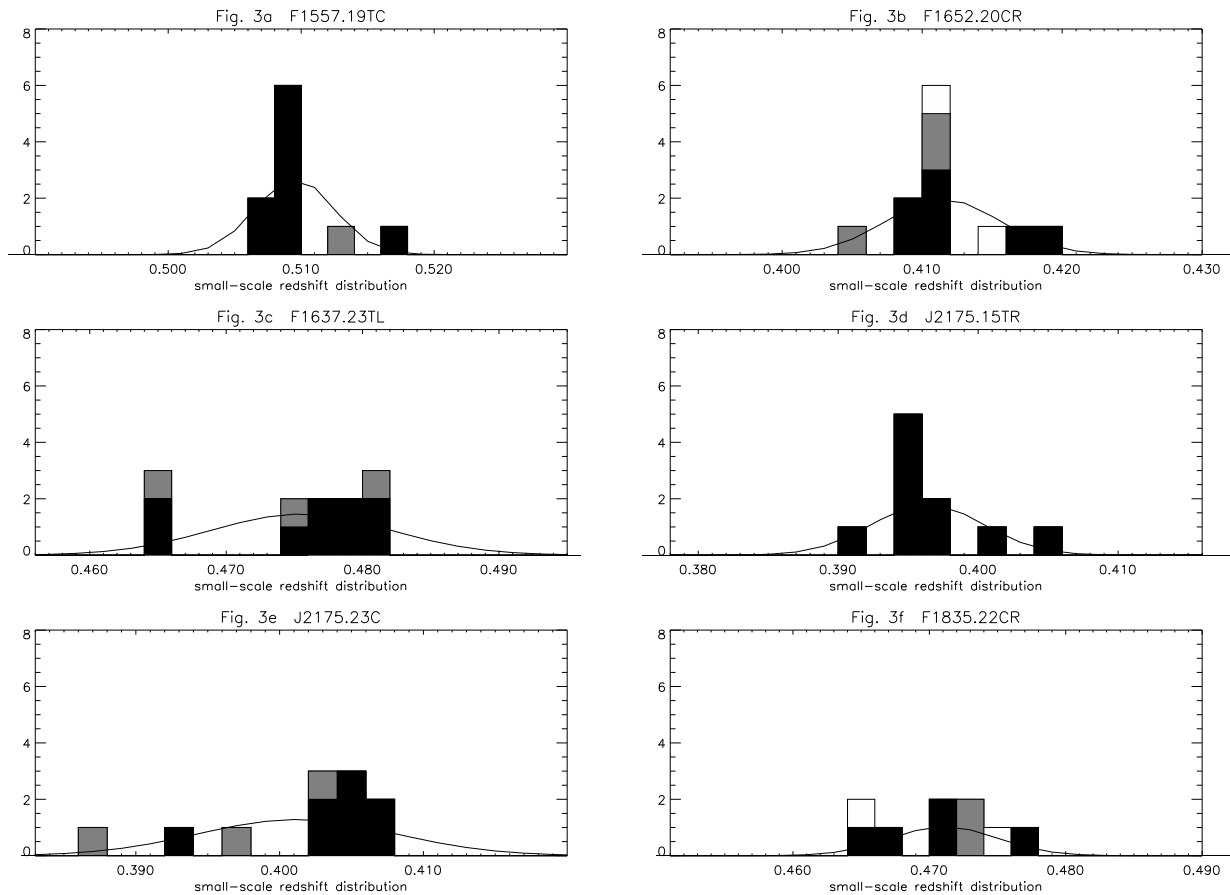 Fig. 3a F1557.19TC
8
6
4
2
0
0.500 0.510 0.520
small-scale redshift distribution
Fig. 3b F1652.20CR
8
6
4
2
0
0.400 0.410 0.420 0.430
small-scale redshift distribution
Fig. 3c F1637.23TL
8
6
4
2
0
0.460 0.470 0.480 0.490
small-scale redshift distribution
Fig. 3d J2175.15TR
8
6
4
2
0
0.380 0.390 0.400 0.410
small-scale redshift distribution
Fig. 3e J2175.23C
8
6
4
2
0
0.390 0.400 0.410
small-scale redshift distribution
Fig. 3f F1835.22CR
8
6
4
2
0
0.460 0.470 0.480 0.490
small-scale redshift distribution